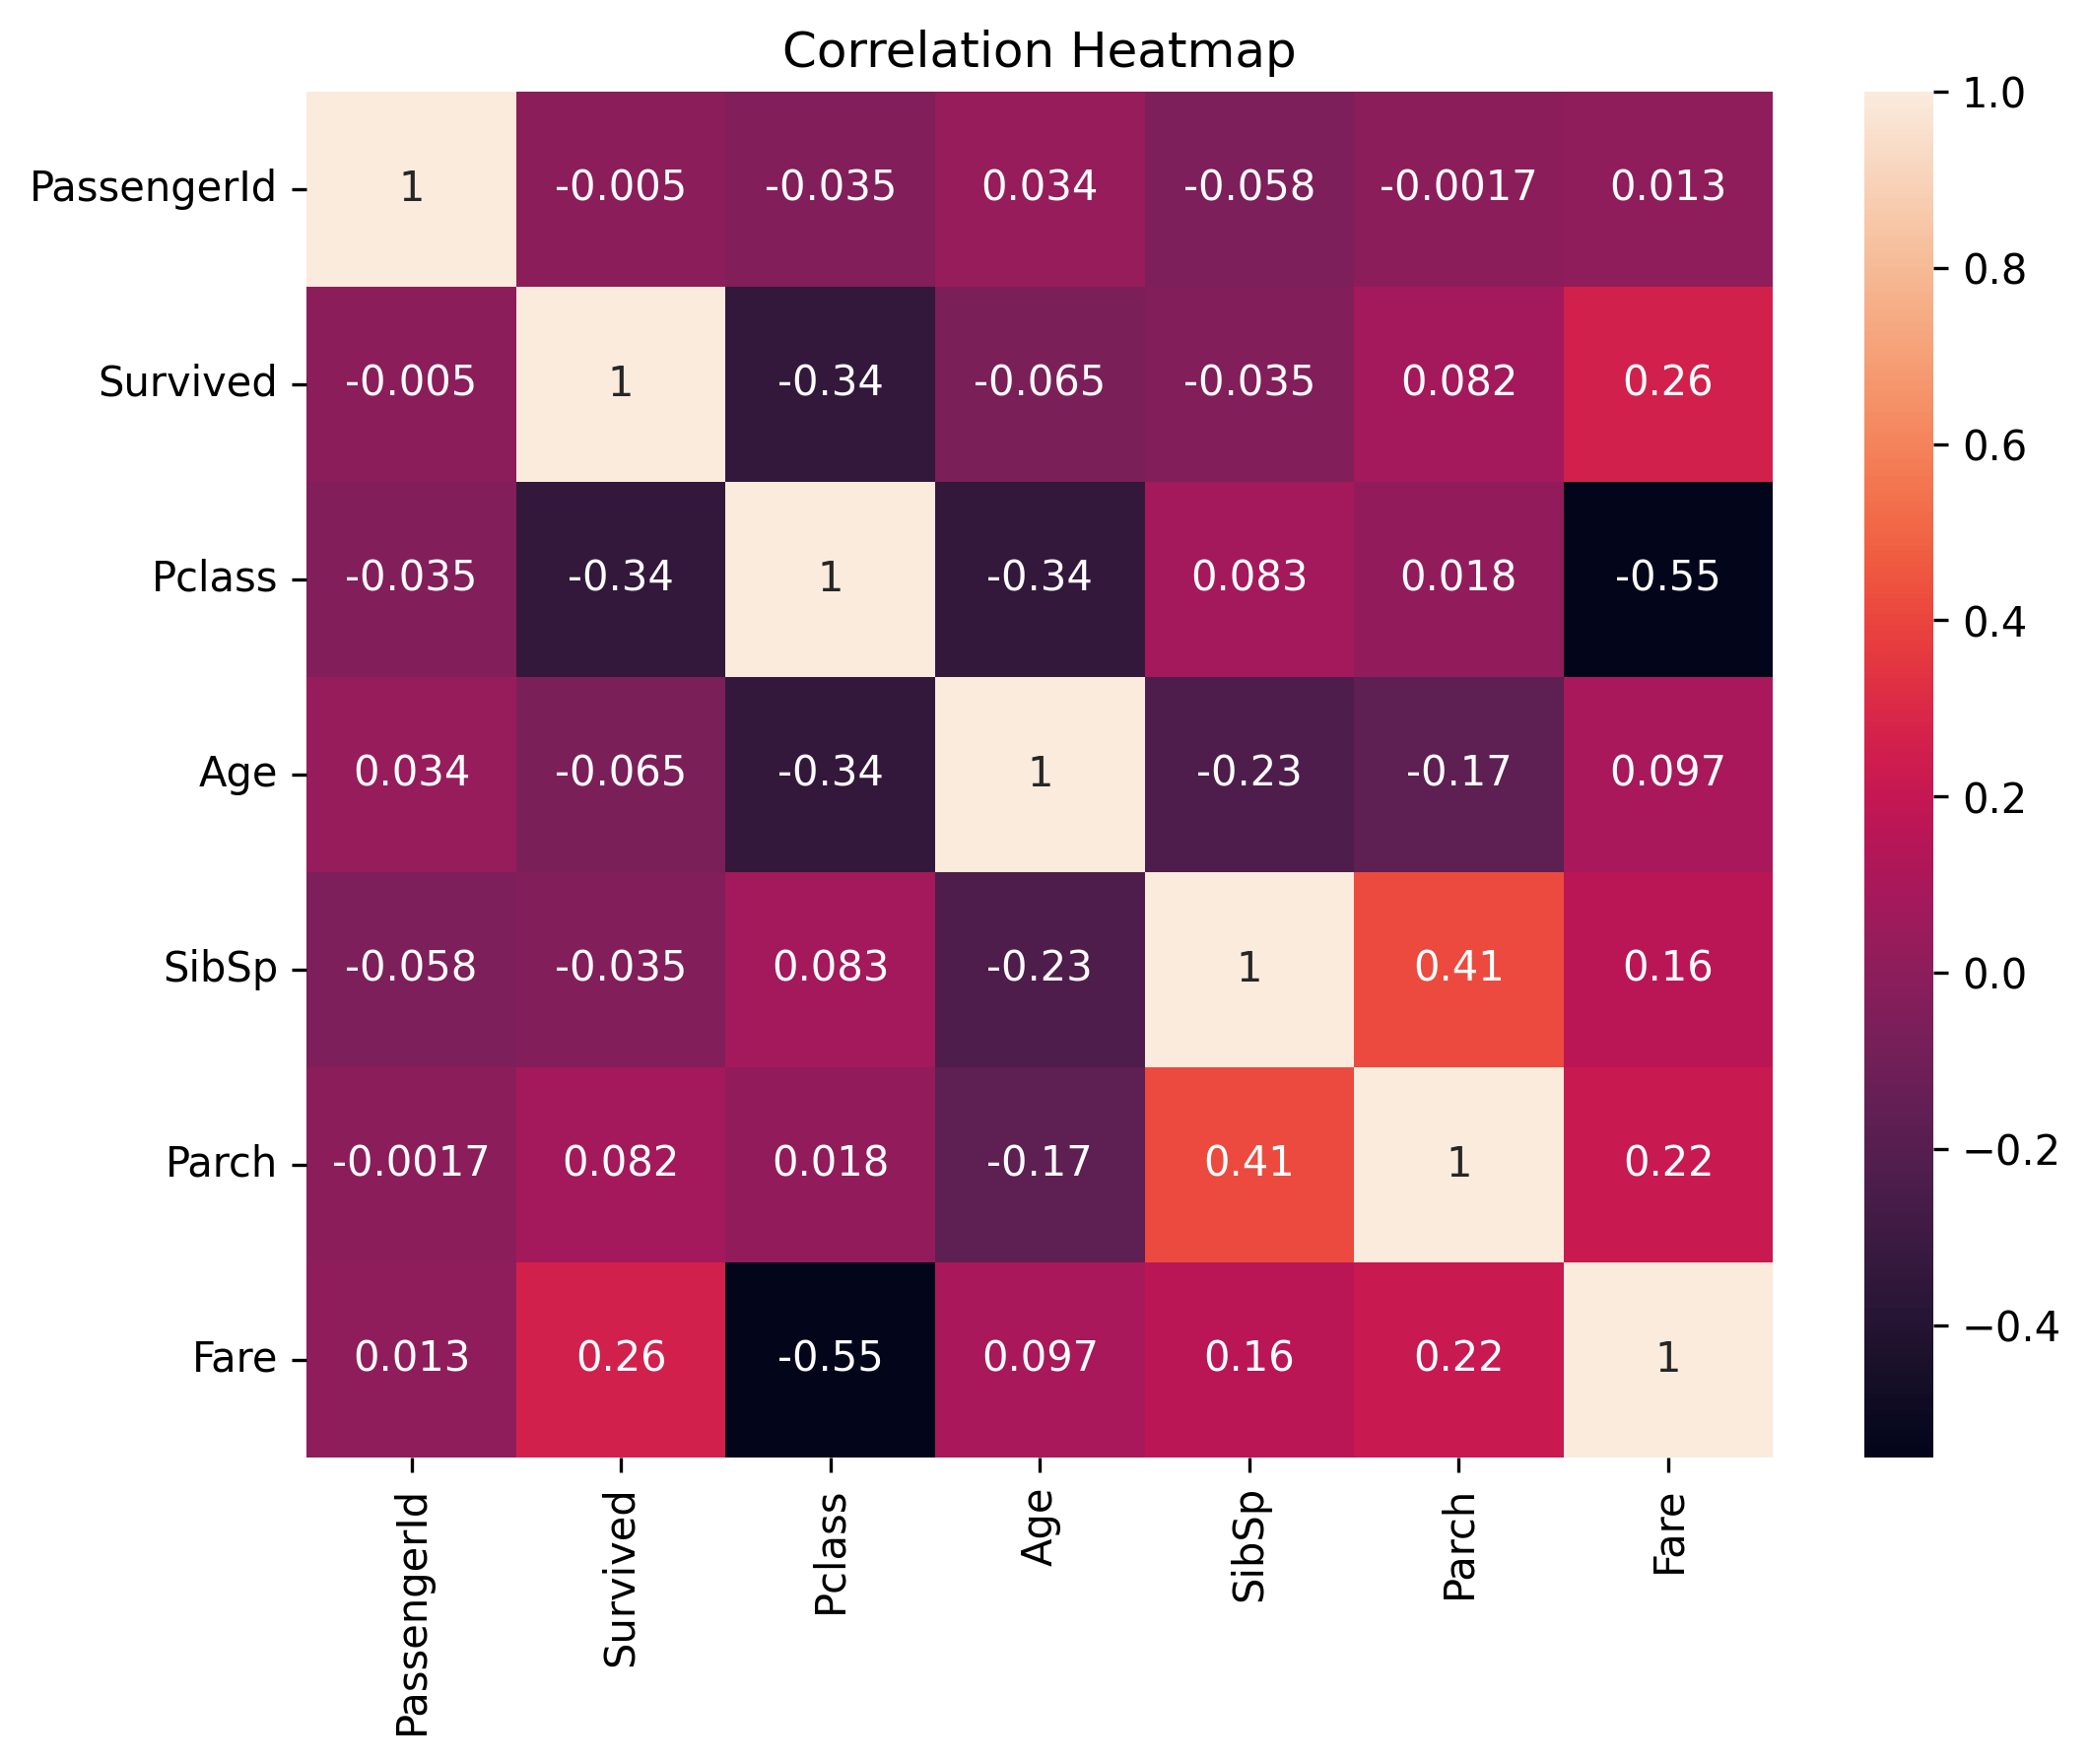 Correlation Heatmap
PassengerId 1 -0.005 -0.035 0.034 -0.058 -0.0017 0.013
Survived -0.005 1 -0.34 -0.065 -0.035 0.082 0.26
Pclass -0.035 -0.34 1 -0.34 0.083 0.018 -0.55
Age 0.034 -0.065 -0.34 1 -0.23 -0.17 0.097
SibSp -0.058 -0.035 0.083 -0.23 1 0.41 0.16
Parch -0.0017 0.082 0.018 -0.17 0.41 1 0.22
Fare 0.013 0.26 -0.55 0.097 0.16 0.22 1
PassengerId Survived Pclass Age SibSp Parch Fare
1.0
0.8
0.6
0.4
0.2
0.0
−0.2
−0.4